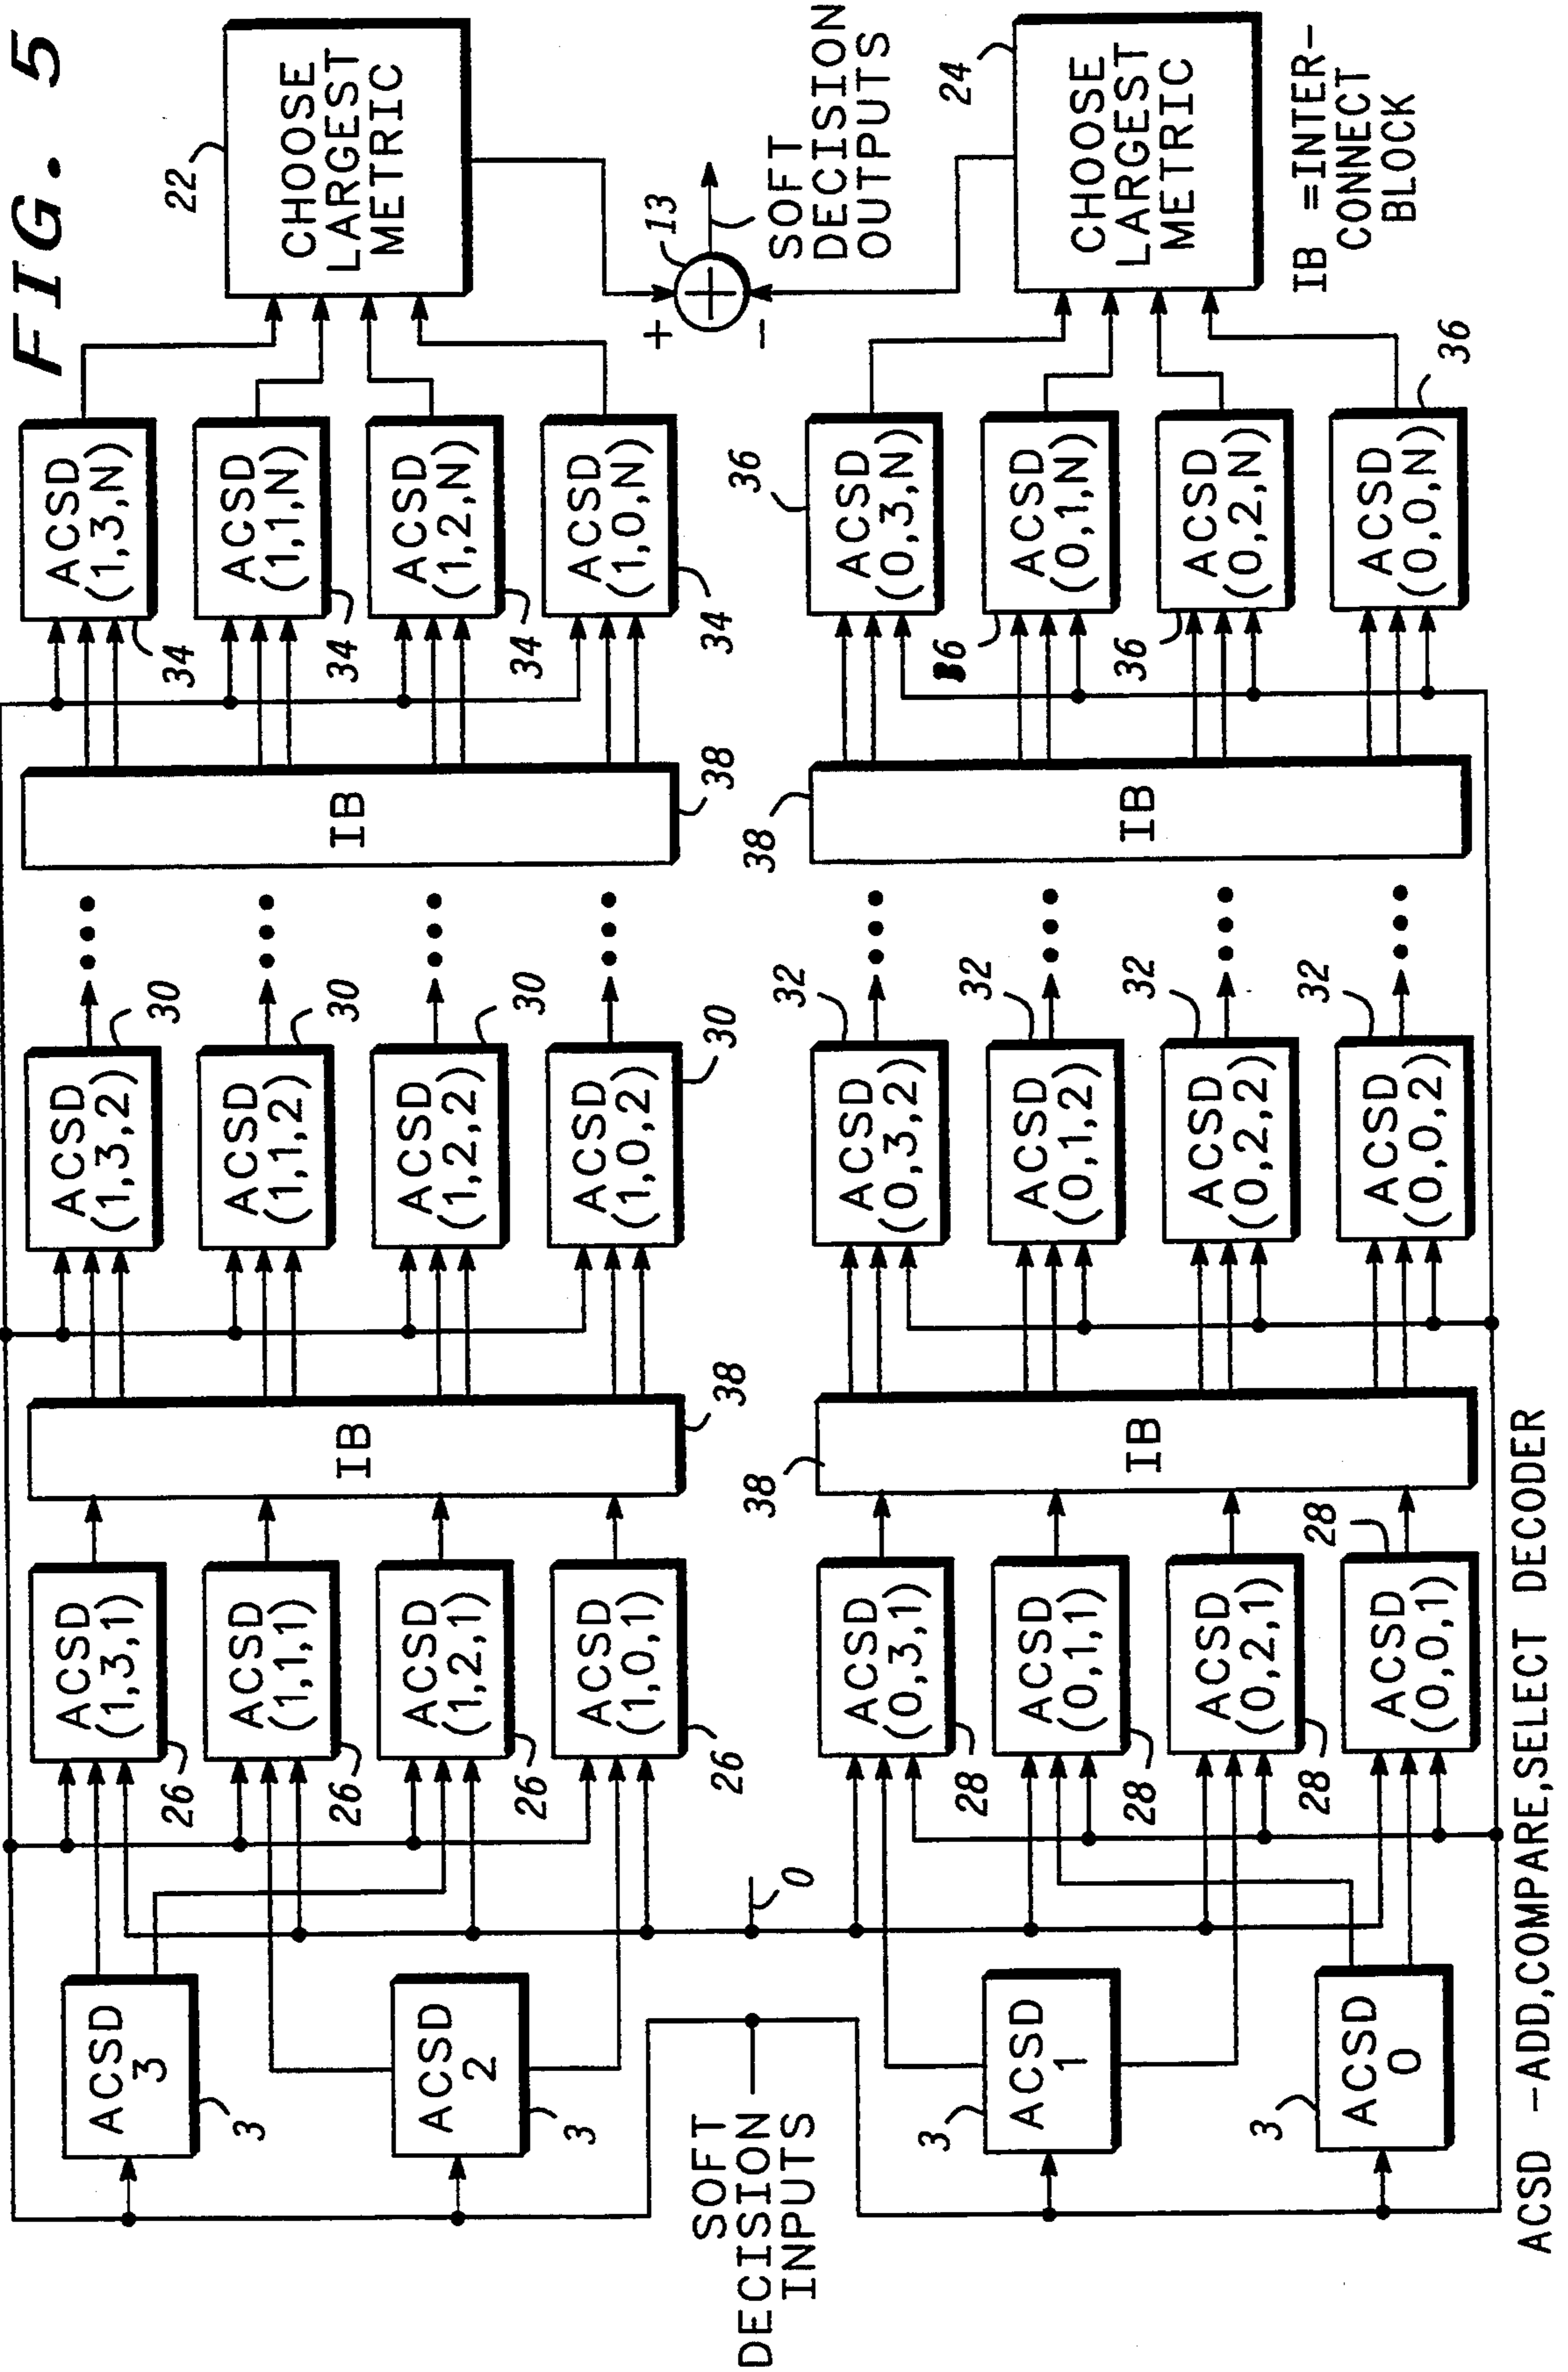 FIG. 5
22
CHOOSE
LARGEST
METRIC
+
13
−
SOFT
DECISION
OUTPUTS
24
CHOOSE
LARGEST
METRIC
IB =INTER-
CONNECT
BLOCK
ACSD
(1,3,N)
34
ACSD
(1,1,N)
34
ACSD
(1,2,N)
34
ACSD
(1,0,N)
34
36
ACSD
(0,3,N)
ACSD
(0,1,N)
36
ACSD
(0,2,N)
36
ACSD
(0,0,N)
36
IB
38
38
IB
ACSD
(1,3,2)
30
ACSD
(1,1,2)
30
ACSD
(1,2,2)
30
ACSD
(1,0,2)
30
ACSD
(0,3,2)
32
ACSD
(0,1,2)
32
ACSD
(0,2,2)
32
ACSD
(0,0,2)
32
IB
38
38
IB
ACSD
(1,3,1)
26
ACSD
(1,1,1)
26
ACSD
(1,2,1)
26
ACSD
(1,0,1)
26
ACSD
(0,3,1)
28
ACSD
(0,1,1)
28
ACSD
(0,2,1)
28
ACSD
(0,0,1)
28
0
ACSD
3
3
ACSD
2
3
ACSD
1
3
ACSD
0
3
SOFT
DECISION
INPUTS
ACSD -ADD,COMPARE,SELECT DECODER